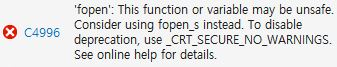 'fopen': This function or variable may be unsafe.
Consider using fopen_s instead. To disable
C4996
deprecation, use _CRT_SECURE_NO_WARNINGS.
See online help for details.